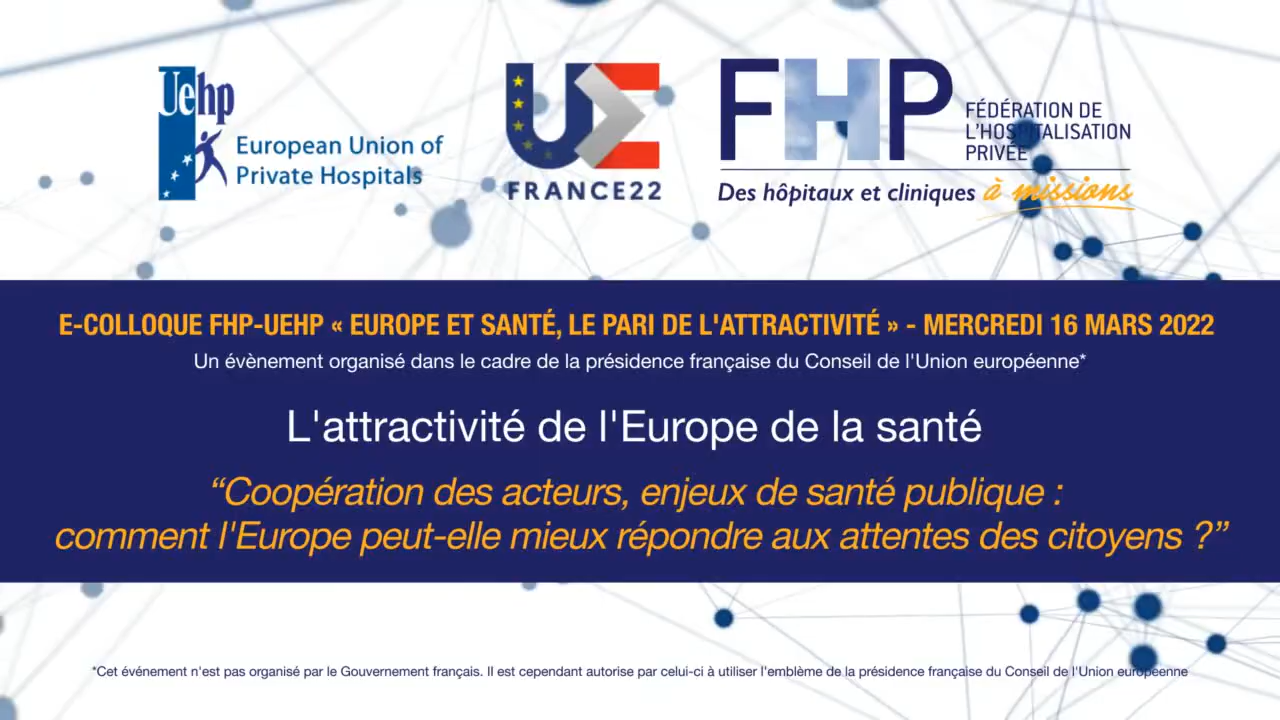 Uehp
European Union of
Private Hospitals
UE
FRANCE22
FHP
FÉDÉRATION DE
L'HOSPITALISATION
PRIVÉE
Des hôpitaux et cliniques à missions
E-COLLOQUE FHP-UEHP « EUROPE ET SANTÉ, LE PARI DE L'ATTRACTIVITÉ » - MERCREDI 16 MARS 2022
Un évènement organisé dans le cadre de la présidence française du Conseil de l'Union européenne*
L'attractivité de l'Europe de la santé
“Coopération des acteurs, enjeux de santé publique :
comment l'Europe peut-elle mieux répondre aux attentes des citoyens ?”
*Cet événement n'est pas organisé par le Gouvernement français. Il est cependant autorise par celui-ci à utiliser l'emblème de la présidence française du Conseil de l'Union européenne